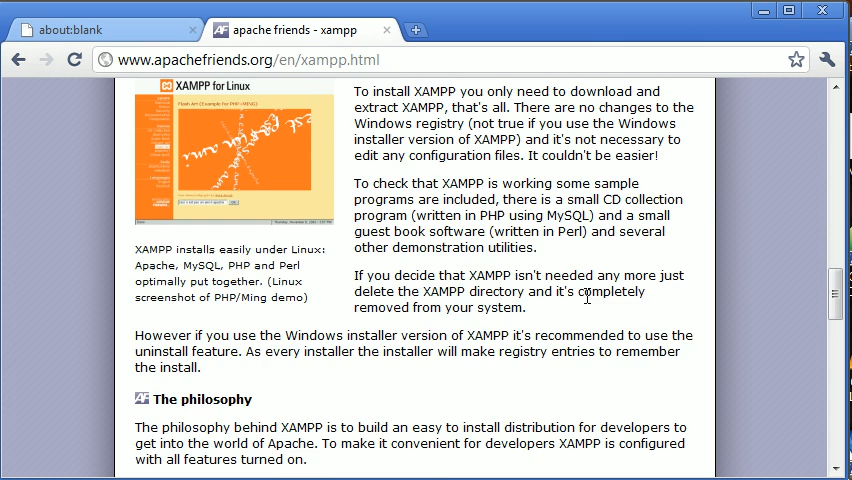 about:blank
apache friends - xampp
www.apachefriends.org/en/xampp.html
XAMPP for Linux
Flash Art (Example for PHP +MING)
XAMPP installs easily under Linux:
Apache, MySQL, PHP and Perl
optimally put together. (Linux
screenshot of PHP/Ming demo)
To install XAMPP you only need to download and
extract XAMPP, that's all. There are no changes to the
Windows registry (not true if you use the Windows
installer version of XAMPP) and it's not necessary to
edit any configuration files. It couldn't be easier!
To check that XAMPP is working some sample
programs are included, there is a small CD collection
program (written in PHP using MySQL) and a small
guest book software (written in Perl) and several
other demonstration utilities.
If you decide that XAMPP isn't needed any more just
delete the XAMPP directory and it's completely
removed from your system.
However if you use the Windows installer version of XAMPP it's recommended to use the
uninstall feature. As every installer the installer will make registry entries to remember
the install.
AF The philosophy
The philosophy behind XAMPP is to build an easy to install distribution for developers to
get into the world of Apache. To make it convenient for developers XAMPP is configured
with all features turned on.